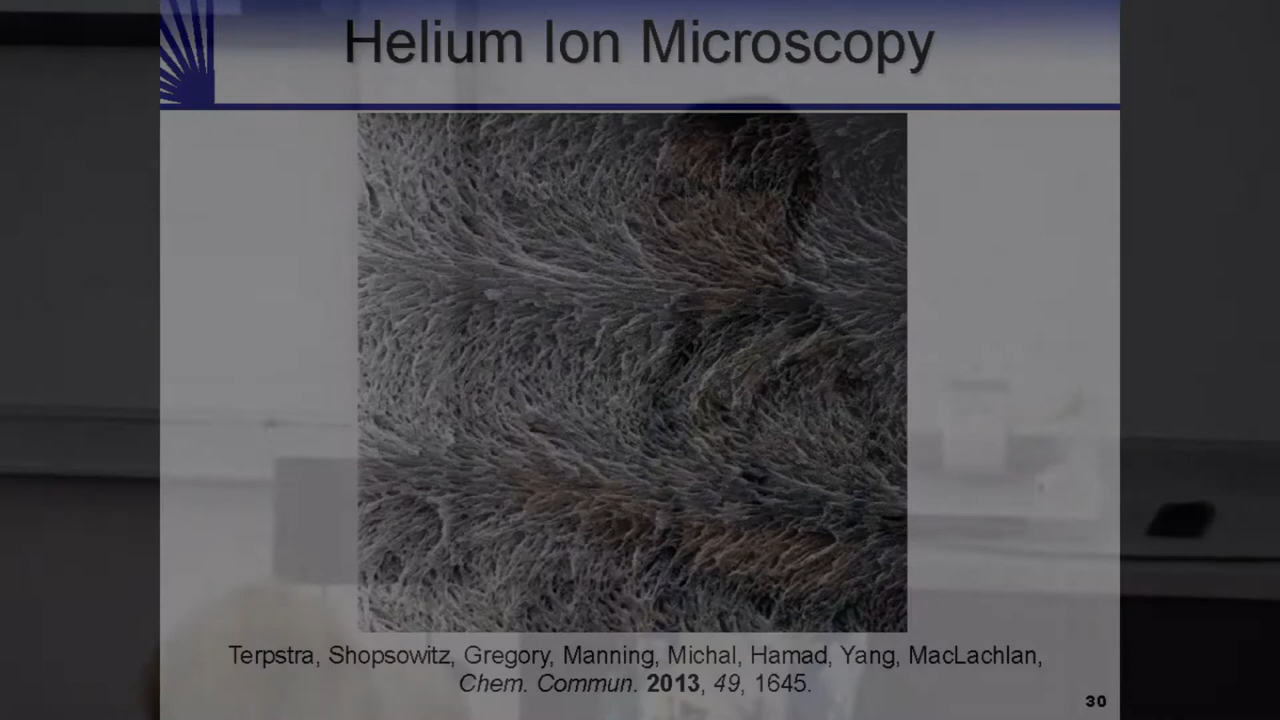 Helium Ion Microscopy
Terpstra, Shopsowitz, Gregory, Manning, Michal, Hamad, Yang, MacLachlan,
Chem. Commun. 2013, 49, 1645.
30